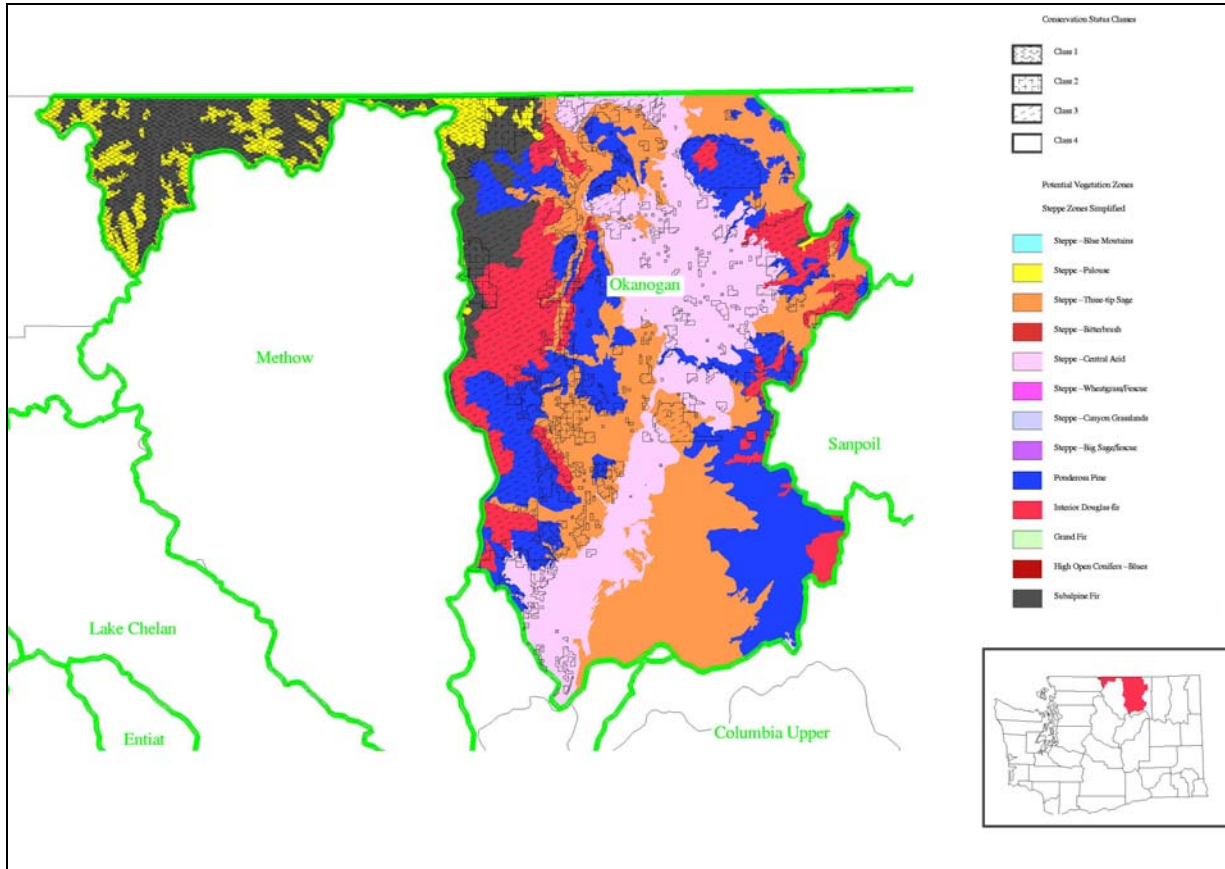 Conservation Status Classes
Class 1
Class 2
Class 3
Class 4
Potential Vegetation Zones
Steppe Zones Simplified
Steppe - Blue Mountains
Steppe - Palouse
Steppe - Three-tip Sage
Steppe - Bitterbrush
Steppe - Central Arid
Steppe - Wheatgrass/Fescue
Steppe - Canyon Grasslands
Steppe - Big Sage/fescue
Ponderosa Pine
Interior Douglas-fir
Grand Fir
High Open Conifers - Blues
Subalpine Fir
Okanogan
Methow
Sanpoil
Lake Chelan
Entiat
Columbia Upper